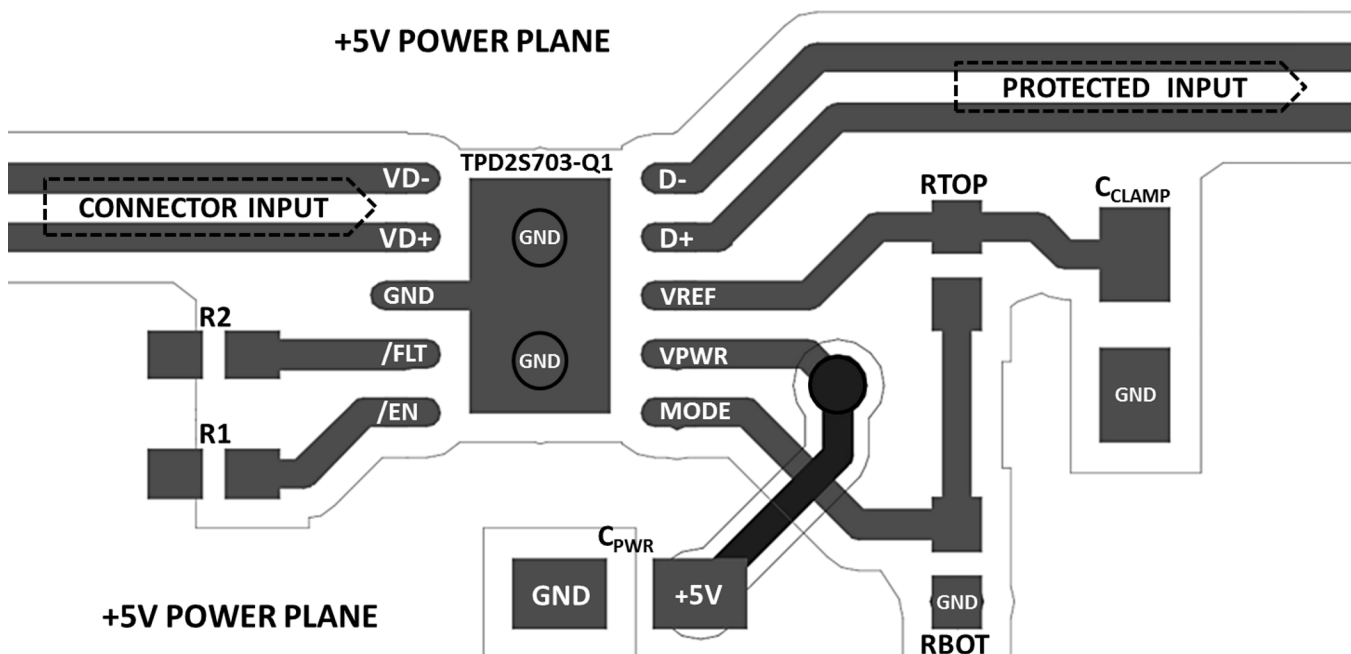 +5V POWER PLANE
PROTECTED INPUT
TPD2S703-Q1
VD-
D-
CONNECTOR INPUT
RTOP
CCLAMP
VD+
GND
D+
GND
VREF
R2
/FLT
GND
VPWR
GND
/EN
MODE
R1
CPWR
GND
+5V
GND
+5V POWER PLANE
RBOT